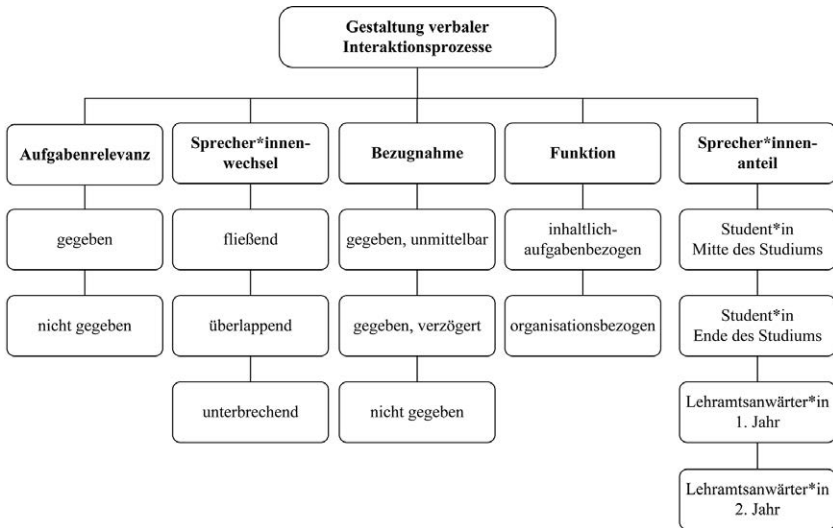 Gestaltung verbaler
Interaktionsprozesse
Aufgabenrelevanz
Sprecher*innen-
wechsel
Bezugnahme
Funktion
Sprecher*innen-
anteil
gegeben
fließend
gegeben, unmittelbar
inhaltlich-
aufgabenbezogen
Student*in
Mitte des Studiums
nicht gegeben
überlappend
gegeben, verzögert
organisationsbezogen
Student*in
Ende des Studiums
unterbrechend
nicht gegeben
Lehramtsanwärter*in
1. Jahr
Lehramtsanwärter*in
2. Jahr